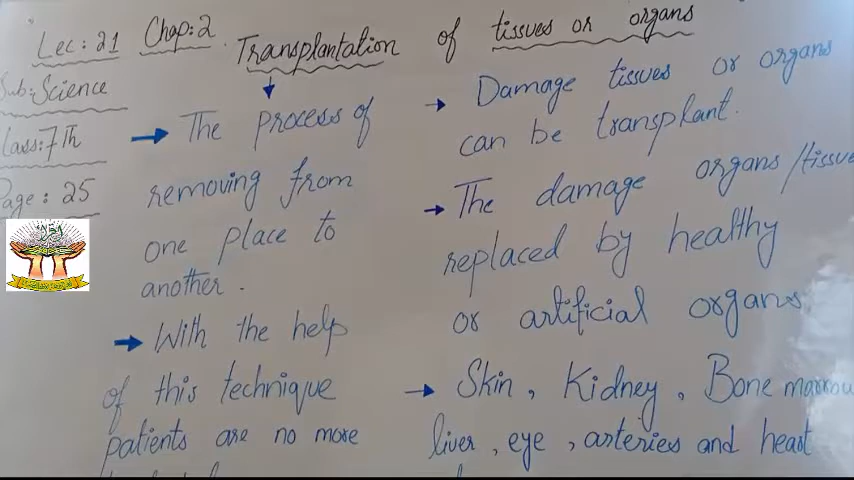 Lec: 21 Chap: 2
Transplantation of tissues or organs
Sub: Science
Class: 7Th
Page: 25
→ The process of
removing from
one place to
another.
→ With the help
of this technique
patients are no more
→ Damage tissues or organs
can be transplant.
→ The damage organs/tissue
replaced by healthy
or artificial organs
→ Skin, Kidney, Bone marrow
liver, eye, arteries and heart